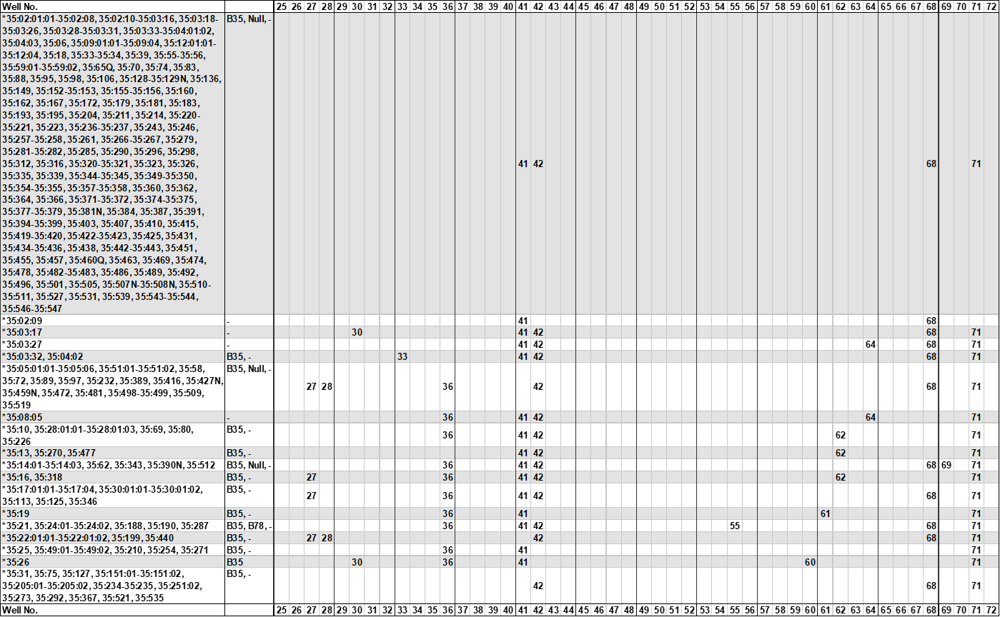 Well No. 25 26 27 28 29 30 31 32 33 34 35 36 37 38 39 40 41 42 43 44 45 46 47 48 49 50 51 52 53 54 55 56 57 58 59 60 61 62 63 64 65 66 67 68 69 70 71 72
*35:02:01:01-35:02:08, 35:02:10-35:03:16, 35:03:18- B35, Null, -
35:03:26, 35:03:28-35:03:31, 35:03:33-35:04:01:02,
35:04:03, 35:06, 35:09:01:01-35:09:04, 35:12:01:01-
35:12:04, 35:18, 35:33-35:34, 35:39, 35:55-35:56,
35:59:01-35:59:02, 35:65Q, 35:70, 35:74, 35:83,
35:88, 35:95, 35:98, 35:106, 35:128-35:129N, 35:136,
35:149, 35:152-35:153, 35:155-35:156, 35:160,
35:162, 35:167, 35:172, 35:179, 35:181, 35:183,
35:193, 35:195, 35:204, 35:211, 35:214, 35:220-
35:221, 35:223, 35:236-35:237, 35:243, 35:246,
35:257-35:258, 35:261, 35:266-35:267, 35:279,
35:281-35:282, 35:285, 35:290, 35:296, 35:298,
35:312, 35:316, 35:320-35:321, 35:323, 35:326, 41 42 68 71
35:335, 35:339, 35:344-35:345, 35:349-35:350,
35:354-35:355, 35:357-35:358, 35:360, 35:362,
35:364, 35:366, 35:371-35:372, 35:374-35:375,
35:377-35:379, 35:381N, 35:384, 35:387, 35:391,
35:394-35:399, 35:403, 35:407, 35:410, 35:415,
35:419-35:420, 35:422-35:423, 35:425, 35:431,
35:434-35:436, 35:438, 35:442-35:443, 35:451,
35:455, 35:457, 35:460Q, 35:463, 35:469, 35:474,
35:478, 35:482-35:483, 35:486, 35:489, 35:492,
35:496, 35:501, 35:505, 35:507N-35:508N, 35:510-
35:511, 35:527, 35:531, 35:539, 35:543-35:544,
35:546-35:547
*35:02:09 - 41 68
*35:03:17 - 30 41 42 68 71
*35:03:27 - 41 42 64 68 71
*35:03:32, 35:04:02 B35, - 33 41 42 68 71
*35:05:01:01-35:05:06, 35:51:01-35:51:02, 35:58, B35, Null, -
35:72, 35:89, 35:97, 35:232, 35:389, 35:416, 35:427N,
35:459N, 35:472, 35:481, 35:498-35:499, 35:509, 27 28 36 42 68 71
35:519
*35:08:05 - 36 41 42 64 71
*35:10, 35:28:01:01-35:28:01:03, 35:69, 35:80, B35, -
35:226 36 41 42 62 71
*35:13, 35:270, 35:477 B35, - 41 42 62 71
*35:14:01-35:14:03, 35:62, 35:343, 35:390N, 35:512 B35, Null, - 36 41 42 68 69 71
*35:16, 35:318 B35, - 27 36 41 42 62 71
*35:17:01:01-35:17:04, 35:30:01:01-35:30:01:02, B35, -
35:113, 35:125, 35:346 27 36 41 42 68 71
*35:19 B35, - 36 41 61 71
*35:21, 35:24:01-35:24:02, 35:188, 35:190, 35:287 B35, B78, - 36 41 42 55 68 71
*35:22:01:01-35:22:01:02, 35:199, 35:440 B35, - 27 28 42 68 71
*35:25, 35:49:01-35:49:02, 35:210, 35:254, 35:271 B35, - 36 41 71
*35:26 B35 30 36 41 60 71
*35:31, 35:75, 35:127, 35:151:01-35:151:02, B35, -
35:205:01-35:205:02, 35:234-35:235, 35:251:02, 42 68 71
35:273, 35:292, 35:367, 35:521, 35:535
Well No. 25 26 27 28 29 30 31 32 33 34 35 36 37 38 39 40 41 42 43 44 45 46 47 48 49 50 51 52 53 54 55 56 57 58 59 60 61 62 63 64 65 66 67 68 69 70 71 72